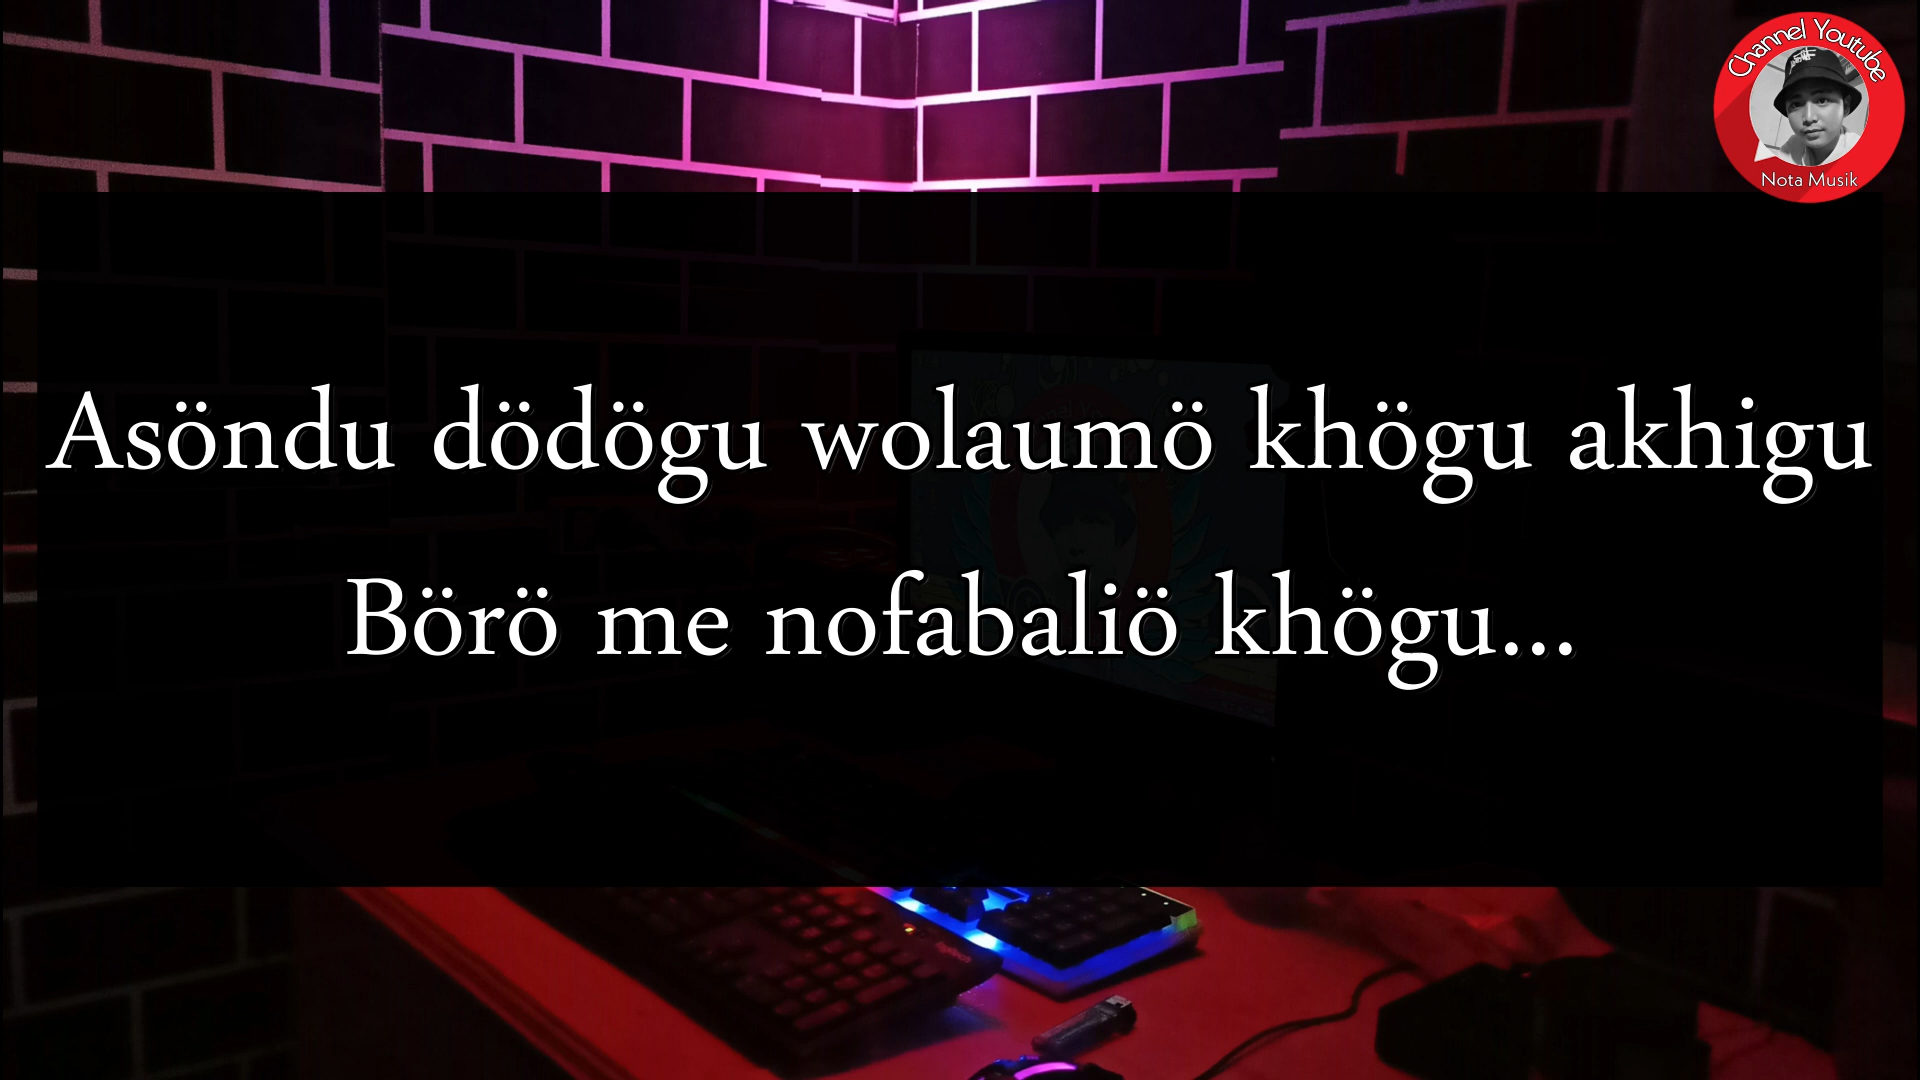 Channel Youtube
Nota Musik
Asöndu dödögu wolaumö khögu akhigu
Börö me nofabaliö khögu...